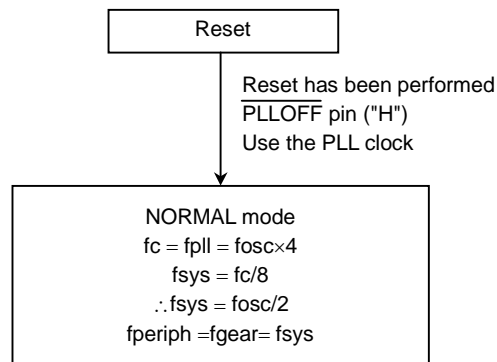 Reset
Reset has been performed
PLLOFF pin ("H")
Use the PLL clock
NORMAL mode
fc = fpll = fosc×4
fsys = fc/8
∴fsys = fosc/2
fperiph =fgear= fsys